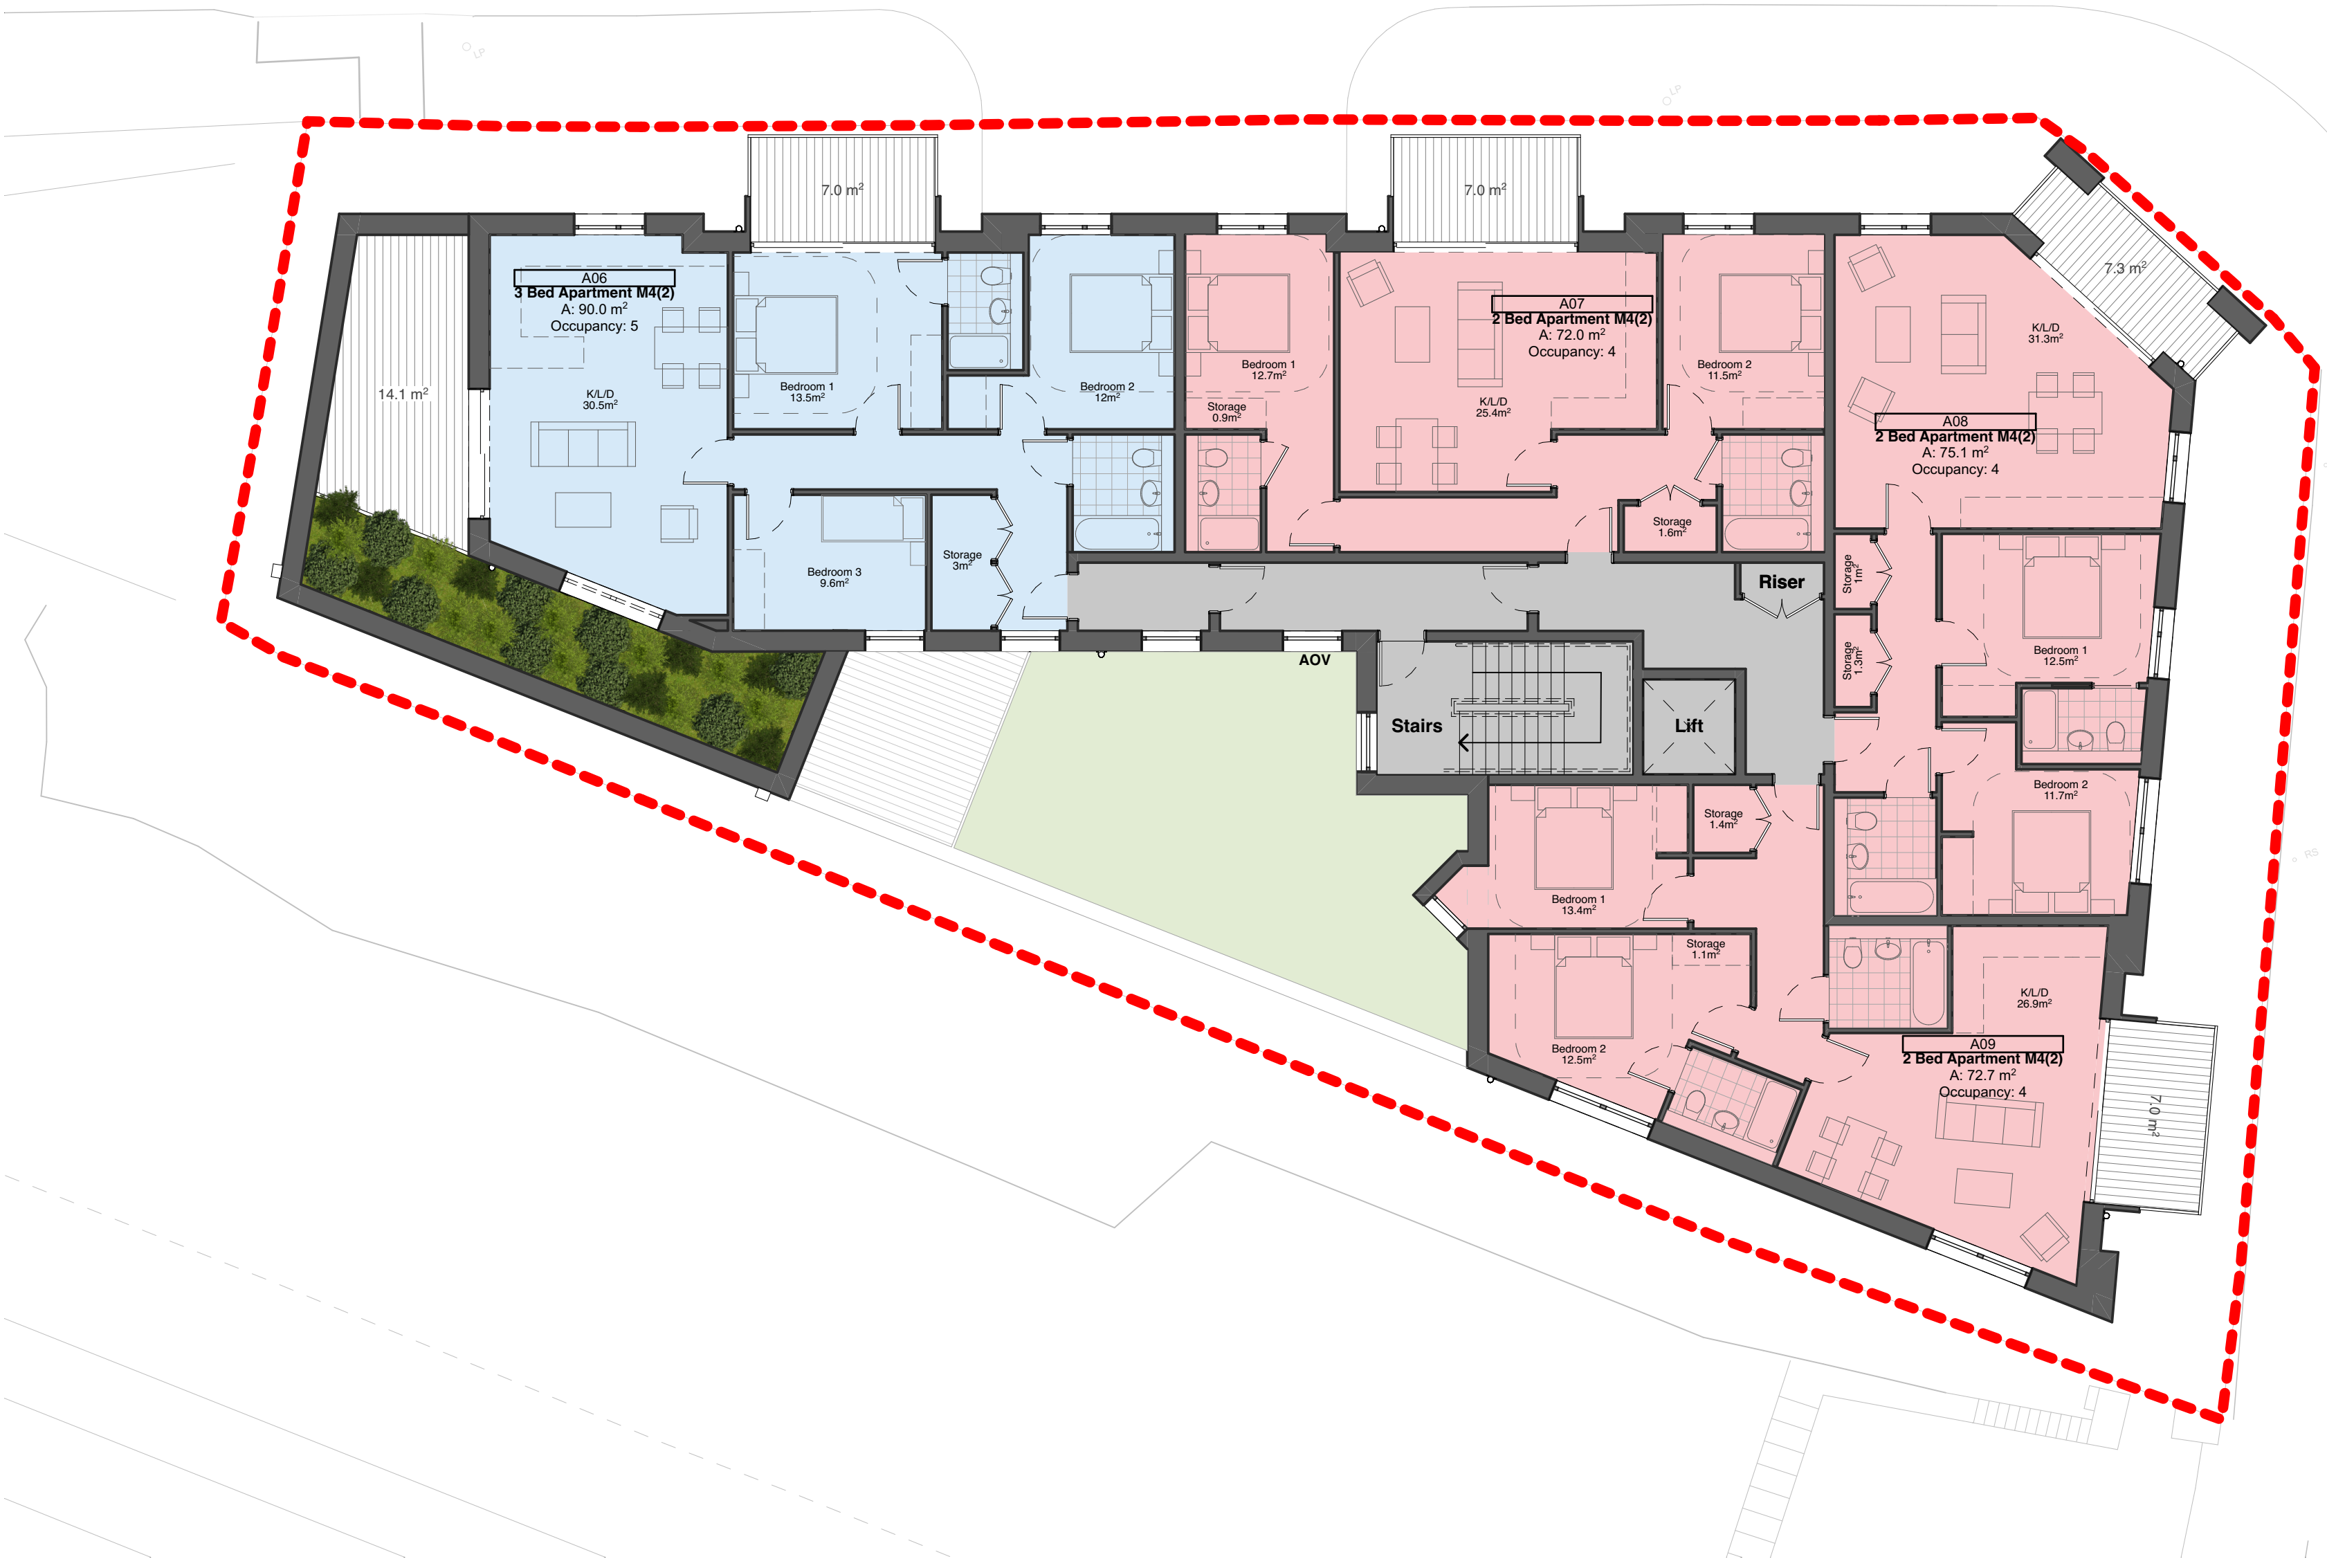 LP
LP
7.0 m²
7.0 m²
7.3 m²
14.1 m²
A06
3 Bed Apartment M4(2)
A: 90.0 m²
Occupancy: 5
K/L/D
30.5m²
Bedroom 1
13.5m²
Bedroom 2
12m²
Bedroom 3
9.6m²
Storage
3m²
Bedroom 1
12.7m²
Storage
0.9m²
A07
2 Bed Apartment M4(2)
A: 72.0 m²
Occupancy: 4
K/L/D
25.4m²
Bedroom 2
11.5m²
Storage
1.6m²
K/L/D
31.3m²
A08
2 Bed Apartment M4(2)
A: 75.1 m²
Occupancy: 4
Storage
1m²
Storage
1.3m²
Bedroom 1
12.5m²
Bedroom 2
11.7m²
Riser
AOV
Stairs
Lift
Storage
1.4m²
Bedroom 1
13.4m²
Storage
1.1m²
Bedroom 2
12.5m²
K/L/D
26.9m²
A09
2 Bed Apartment M4(2)
A: 72.7 m²
Occupancy: 4
7.0 m²
RS